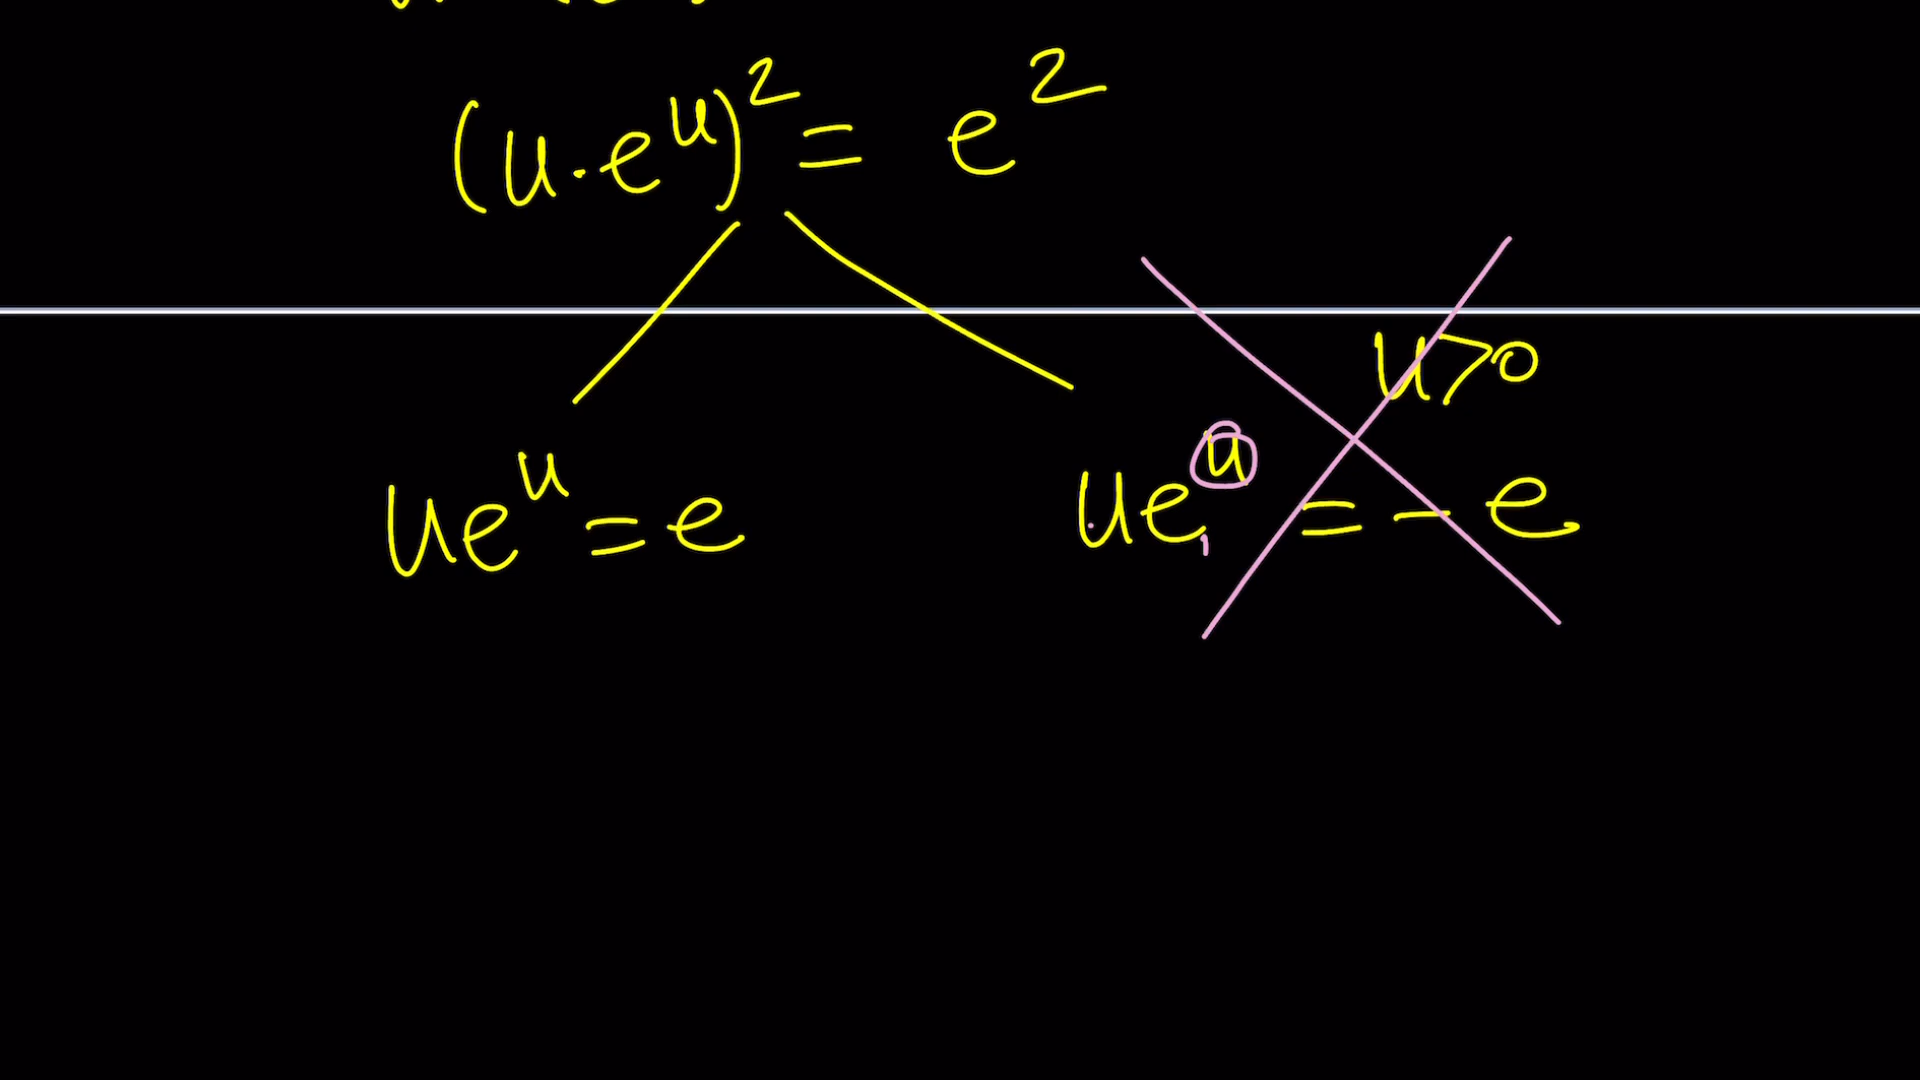 (u·e^u)^2 = e^2
u>0
ue^u = e
ue^u = - e